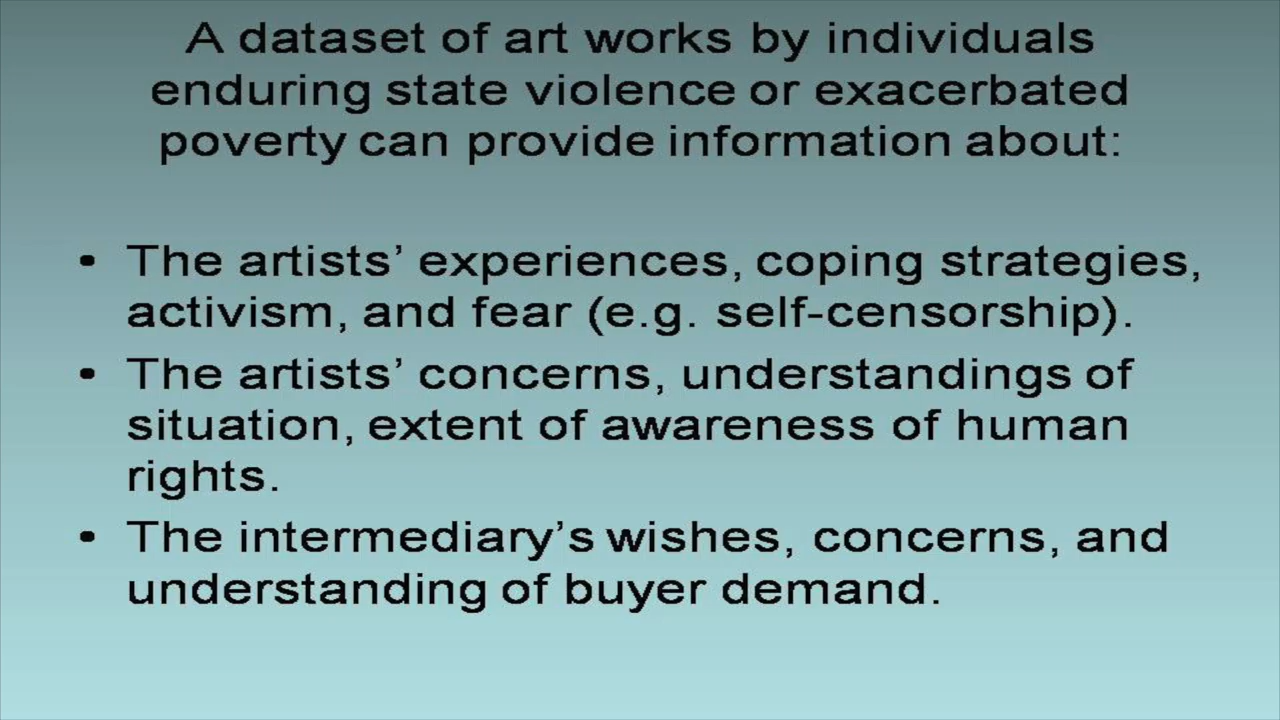 A dataset of art works by individuals
enduring state violence or exacerbated
poverty can provide information about:
• The artists’ experiences, coping strategies,
activism, and fear (e.g. self-censorship).
• The artists’ concerns, understandings of
situation, extent of awareness of human
rights.
• The intermediary’s wishes, concerns, and
understanding of buyer demand.